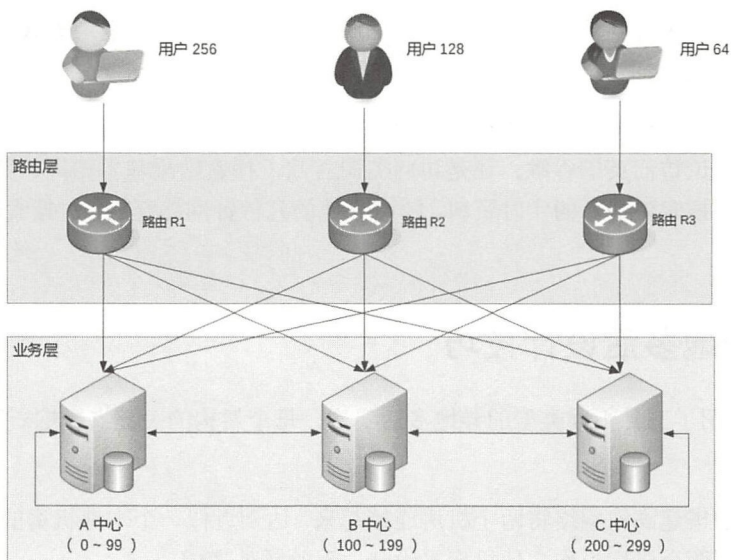 用户 256
用户 128
用户 64
路由层
路由 R1
路由 R2
路由 R3
业务层
A 中心
( 0 ~ 99 )
B 中心
( 100 ~ 199 )
C 中心
( 200 ~ 299 )